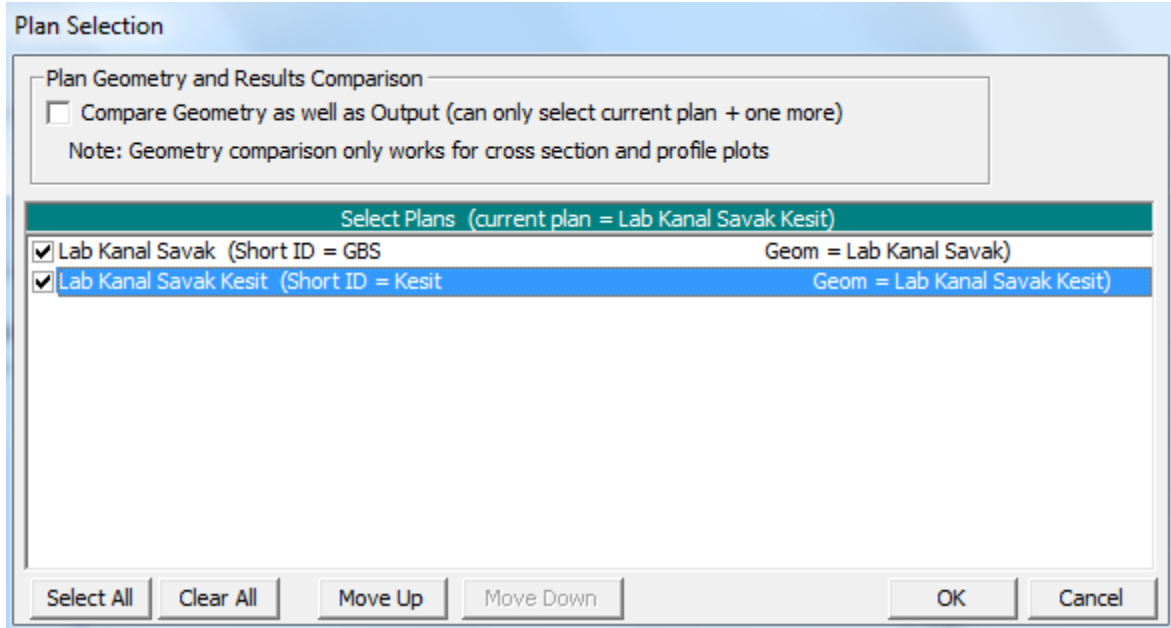 Plan Selection
Plan Geometry and Results Comparison
Compare Geometry as well as Output (can only select current plan + one more)
Note: Geometry comparison only works for cross section and profile plots
Select Plans (current plan = Lab Kanal Savak Kesit)
Lab Kanal Savak (Short ID = GBS Geom = Lab Kanal Savak)
Lab Kanal Savak Kesit (Short ID = Kesit Geom = Lab Kanal Savak Kesit)
Select All Clear All Move Up Move Down OK Cancel